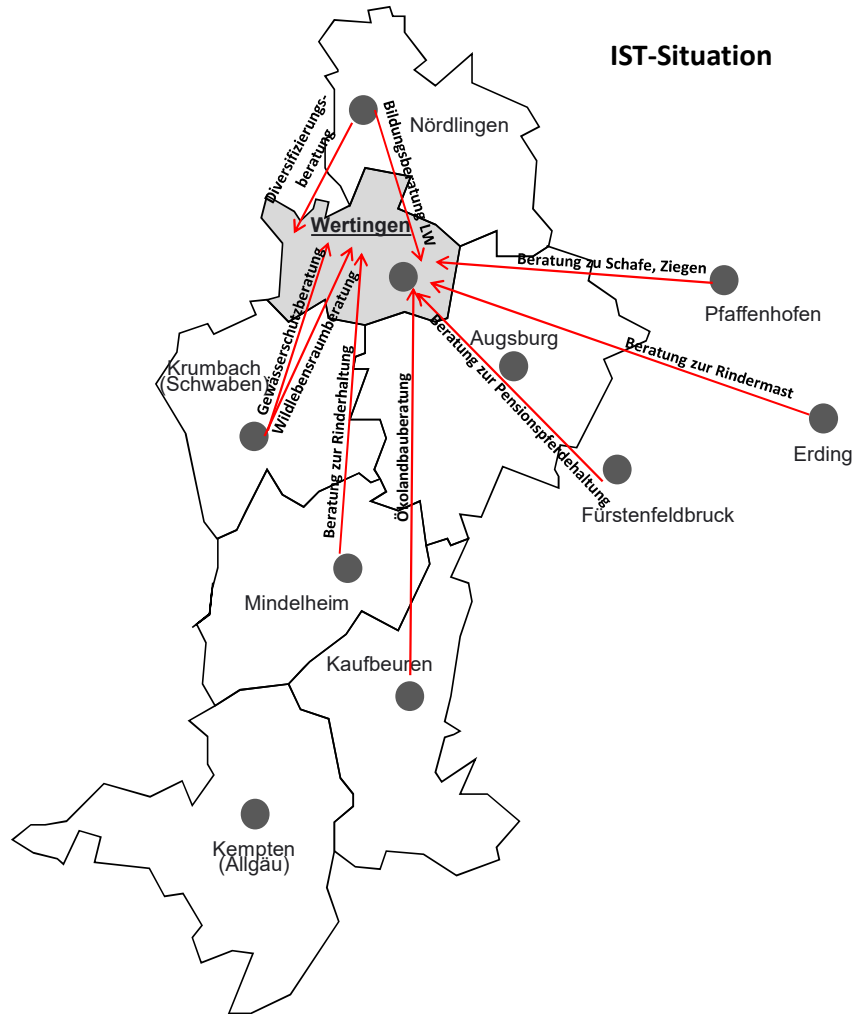 IST-Situation
Diversifizierungs-
beratung
Bildungsberatung LW
Nördlingen
Wertingen
Beratung zu Schafe, Ziegen
Pfaffenhofen
Gewässerschutzberatung
Wildlebensraumberatung
Beratung zur Rinderhaltung
Ökolandbauberatung
Beratung zur Pensionspferdehaltung
Augsburg
Beratung zur Rindermast
Krumbach
(Schwaben)
Erding
Fürstenfeldbruck
Mindelheim
Kaufbeuren
Kempten
(Allgäu)